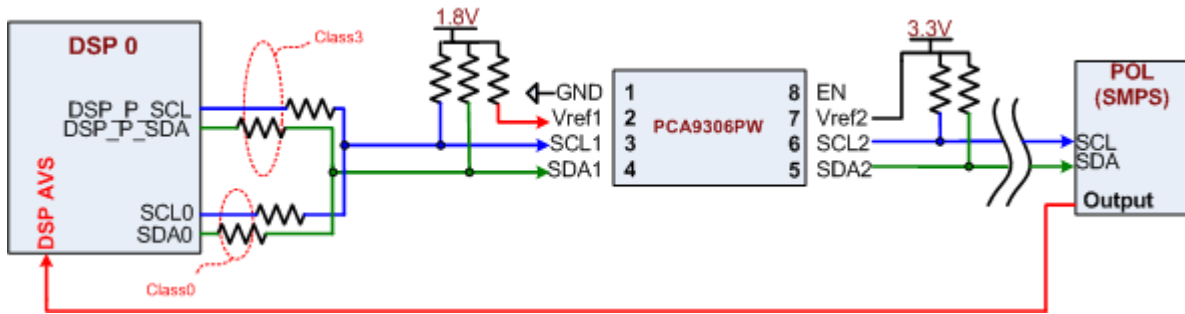 DSP 0
DSP_P_SCL
DSP_P_SDA
SCL0
SDA0
DSP AVS
Class3
Class0
1.8V
GND
Vref1
SCL1
SDA1
1 8
2 7
PCA9306PW
3 6
4 5
EN
Vref2
SCL2
SDA2
3.3V
POL
(SMPS)
SCL
SDA
Output